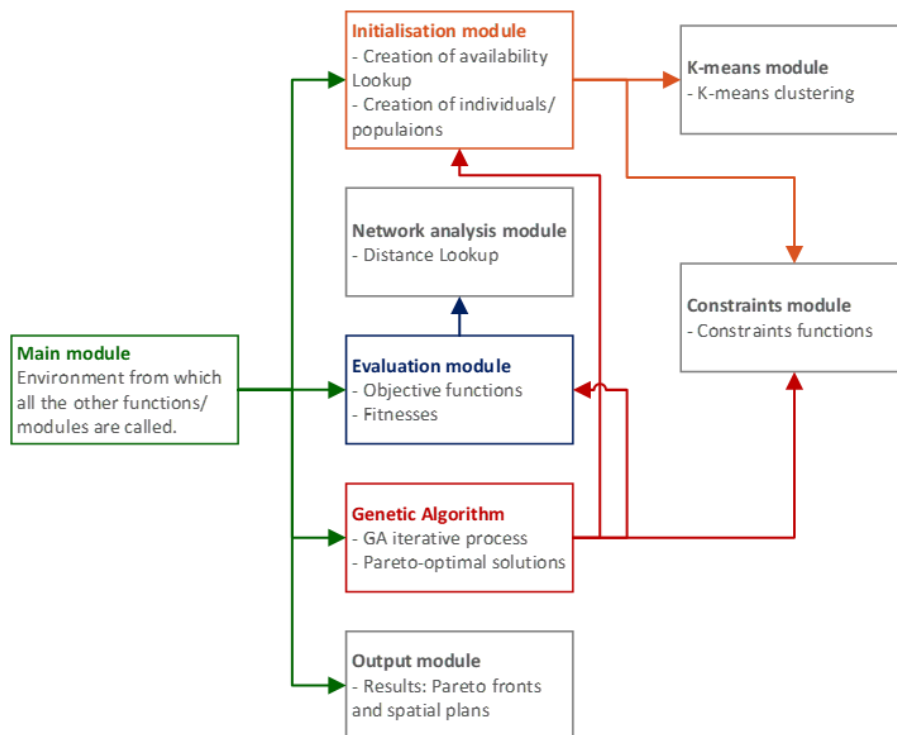 Initialisation module
- Creation of availability
Lookup
- Creation of individuals/
populaions
K-means module
- K-means clustering
Network analysis module
- Distance Lookup
Constraints module
- Constraints functions
Main module
Environment from which
all the other functions/
modules are called.
Evaluation module
- Objective functions
- Fitnesses
Genetic Algorithm
- GA iterative process
- Pareto-optimal solutions
Output module
- Results: Pareto fronts
and spatial plans